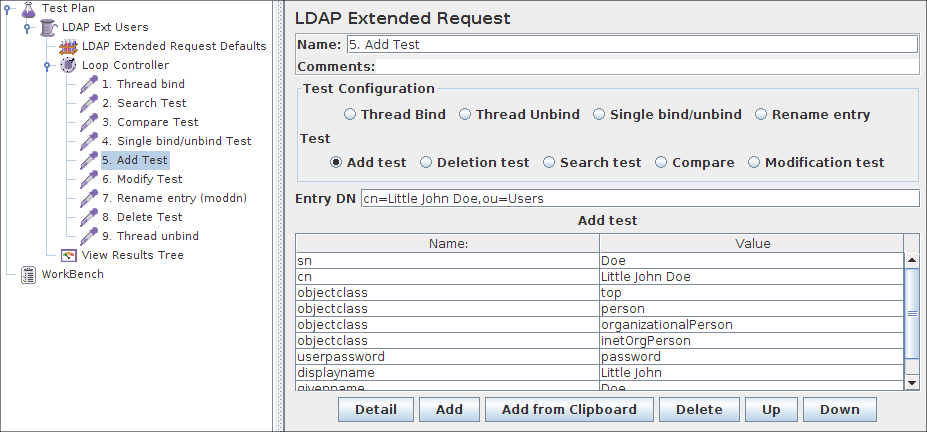 Test Plan
LDAP Ext Users
LDAP Extended Request Defaults
Loop Controller
1. Thread bind
2. Search Test
3. Compare Test
4. Single bind/unbind Test
5. Add Test
6. Modify Test
7. Rename entry (moddn)
8. Delete Test
9. Thread unbind
View Results Tree
WorkBench
LDAP Extended Request
Name: 5. Add Test
Comments:
Test Configuration
Thread Bind Thread Unbind Single bind/unbind Rename entry
Test
Add test Deletion test Search test Compare Modification test
Entry DN cn=Little John Doe,ou=Users
Add test
Name: Value
sn Doe
cn Little John Doe
objectclass top
objectclass person
objectclass organizationalPerson
objectclass inetOrgPerson
userpassword password
displayname Little John
givenname Doe
Detail Add Add from Clipboard Delete Up Down